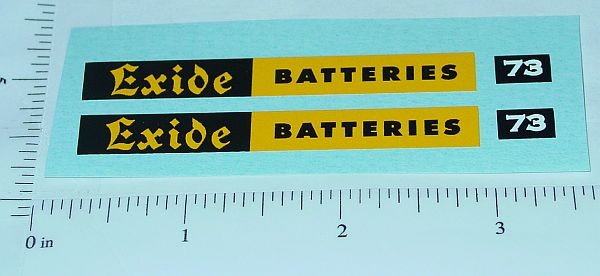 Exide BATTERIES 73
Exide BATTERIES 73
0 in 1 2 3